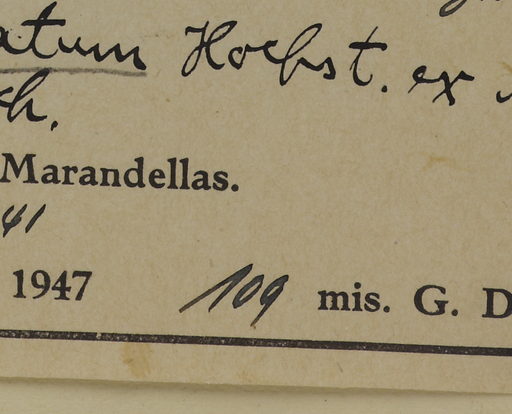 atum Hochst. ex
ch.
Marandellas.
41
1947 109 mis. G. D